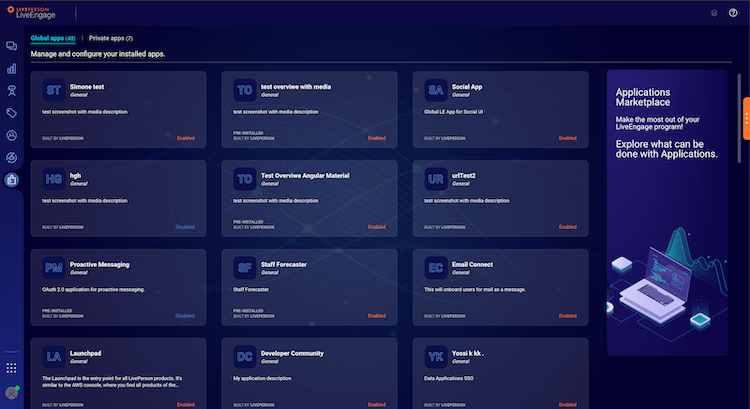 LIVEPERSON
LiveEngage
Global apps (40) Private apps (7)
Manage and configure your installed apps.
ST Simone test
General
test screenshot with media description
BUILT BY LIVEPERSON Enabled
TO test overviwe with media
General
test screenshot with media description
PRE-INSTALLED
BUILT BY LIVEPERSON Enabled
SA Social App
General
Global LE App for Social UI
BUILT BY LIVEPERSON Enabled
HG hgh
General
test screenshot with media description
BUILT BY LIVEPERSON Disabled
TO Test Overviwe Angular Material
General
test screenshot with media description
PRE-INSTALLED
BUILT BY LIVEPERSON Enabled
UR urlTest2
General
test screenshot with media description
BUILT BY LIVEPERSON Enabled
PM Proactive Messaging
General
OAuth 2.0 application for proactive messaging.
PRE-INSTALLED
BUILT BY LIVEPERSON Disabled
SF Staff Forecaster
General
Staff Forecaster
PRE-INSTALLED
BUILT BY LIVEPERSON Enabled
EC Email Connect
General
This will onboard users for mail as a message.
BUILT BY LIVEPERSON Enabled
LA Launchpad
General
The Launchpad is the entry point for all LivePerson products. It's
similar to the AWS console, where you find all products of the...
BUILT BY LIVEPERSON Enabled
DC Developer Community
General
My application description
BUILT BY LIVEPERSON Enabled
YK Yossi k kk .
General
Data Applications SSO
BUILT BY LIVEPERSON Enabled
Applications
Marketplace
Make the most out of your
LiveEngage program!
Explore what can be
done with Applications.